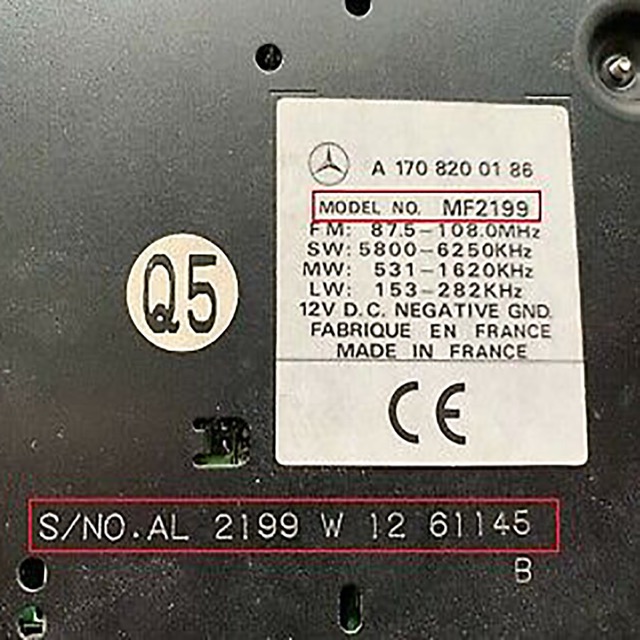 A 170 820 01 86
MODEL NO. MF2199
FM: 87.5-108.0MHz
SW: 5800-6250KHz
MW: 531-1620KHz
LW: 153-282KHz
12V D.C. NEGATIVE GND.
FABRIQUE EN FRANCE
MADE IN FRANCE
CE
Q5
S/NO.AL 2199 W 12 61145
B